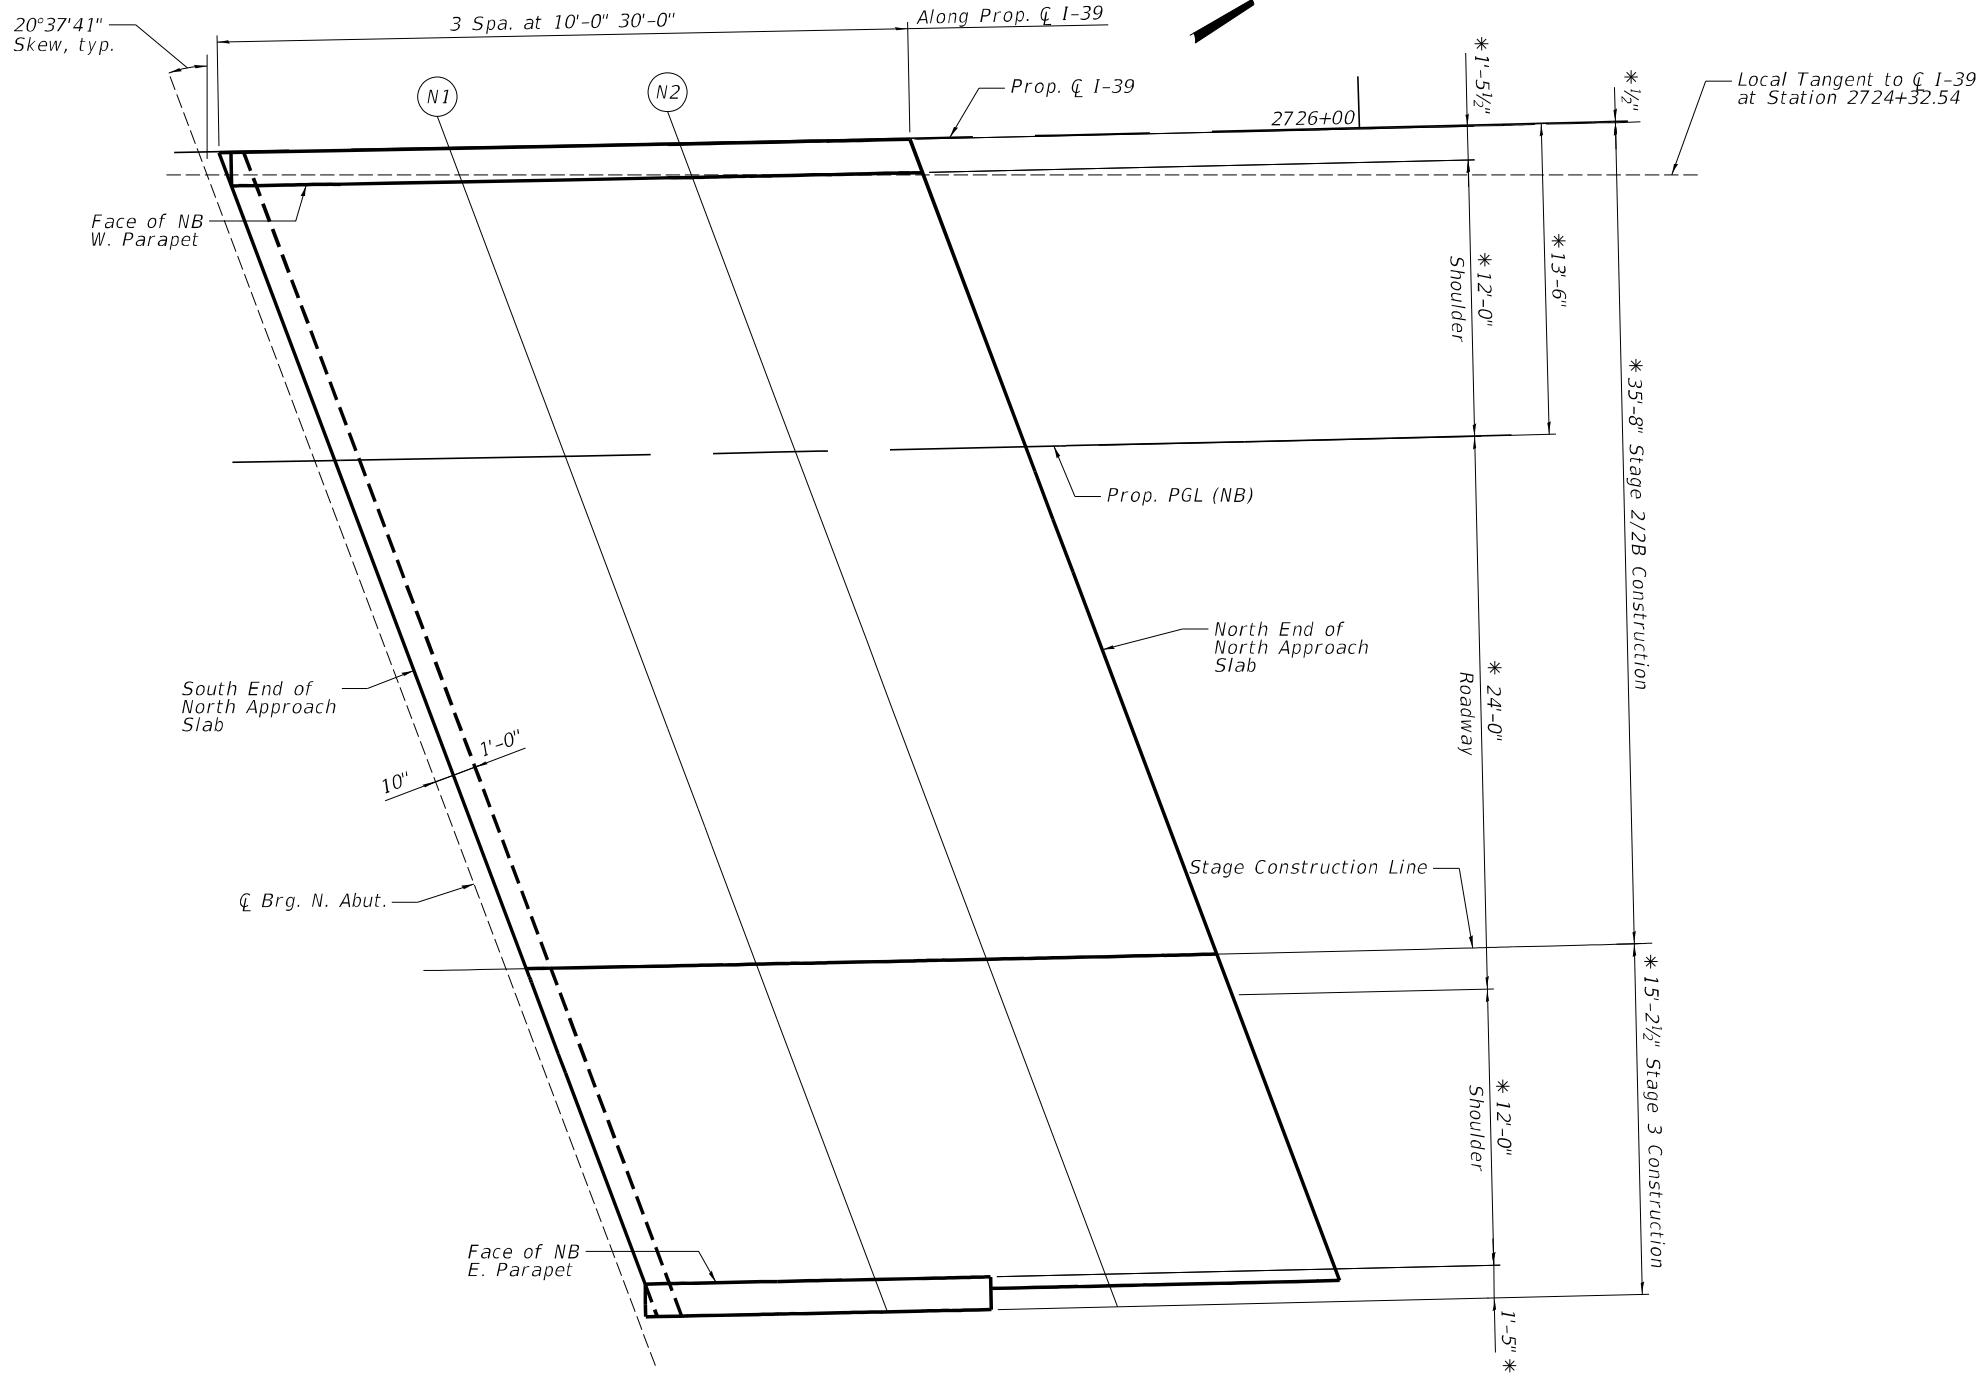 20°37'41"
Skew, typ.
3 Spa. at 10'-0" 30'-0"
Along Prop. ℄ I-39
N1
N2
Prop. ℄ I-39
2726+00
*1'-5½"
*½"
Local Tangent to ℄ I-39
at Station 2724+32.54
Face of NB
W. Parapet
*12'-0"
Shoulder
*13'-6"
*35'-8" Stage 2/2B Construction
Prop. PGL (NB)
North End of
North Approach
Slab
* 24'-0"
Roadway
South End of
North Approach
Slab
10"
1'-0"
Stage Construction Line
℄ Brg. N. Abut.
*15'-2½" Stage 3 Construction
*12'-0"
Shoulder
Face of NB
E. Parapet
1'-5" *